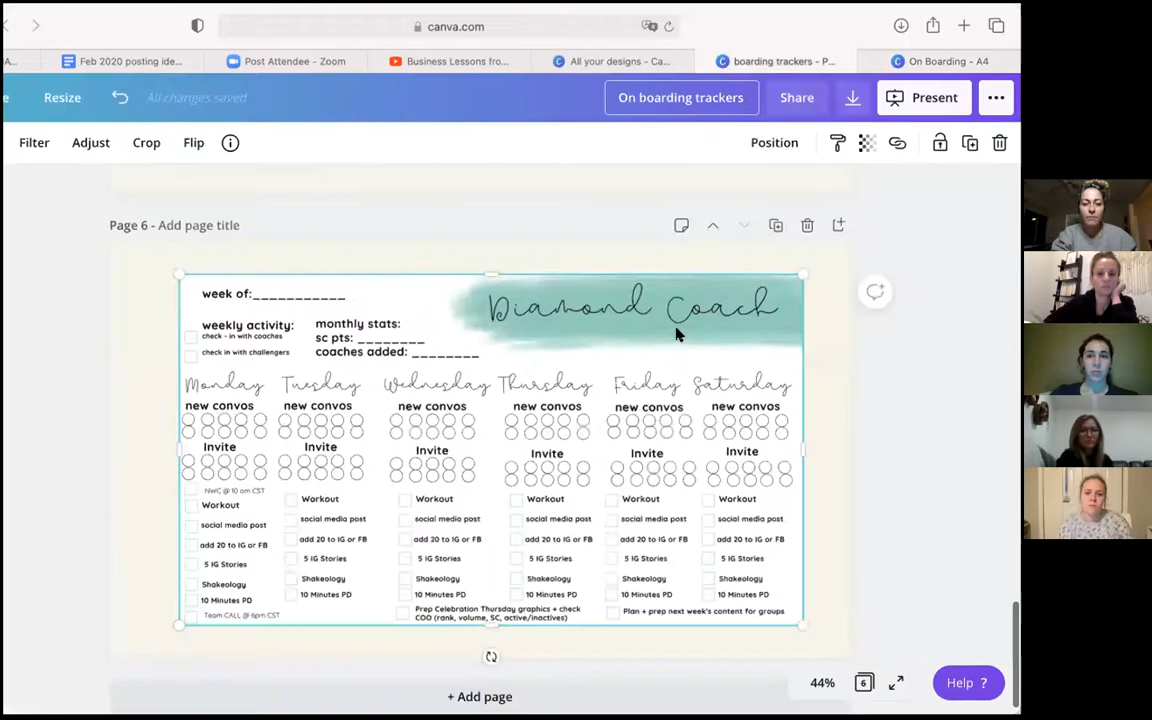 canva.com
A...
Feb 2020 posting ide...
Post Attendee - Zoom
Business Lessons fro...
All your designs - Ca...
boarding trackers - P...
On Boarding - A4
e
Resize
All changes saved
On boarding trackers
Share
Present
Filter
Adjust
Crop
Flip
Position
Page 6 - Add page title
week of:___________
Diamond Coach
weekly activity:
check - in with coaches
check in with challengers
monthly stats:
sc pts: ________
coaches added: ________
Monday Tuesday Wednesday Thursday Friday Saturday
new convos new convos new convos new convos new convos new convos
Invite Invite Invite Invite Invite Invite
NWC @ 10 am CST
Workout Workout Workout Workout Workout Workout
social media post social media post social media post social media post social media post social media post
add 20 to IG or FB add 20 to IG or FB add 20 to IG or FB add 20 to IG or FB add 20 to IG or FB add 20 to IG or FB
5 IG Stories 5 IG Stories 5 IG Stories 5 IG Stories 5 IG Stories 5 IG Stories
Shakeology Shakeology Shakeology Shakeology Shakeology Shakeology
10 Minutes PD 10 Minutes PD 10 Minutes PD 10 Minutes PD 10 Minutes PD 10 Minutes PD
Team CALL @ 6pm CST
Prep Celebration Thursday graphics + check
COO (rank, volume, SC, active/inactives)
Plan + prep next week's content for groups
+ Add page
44%
6
Help ?